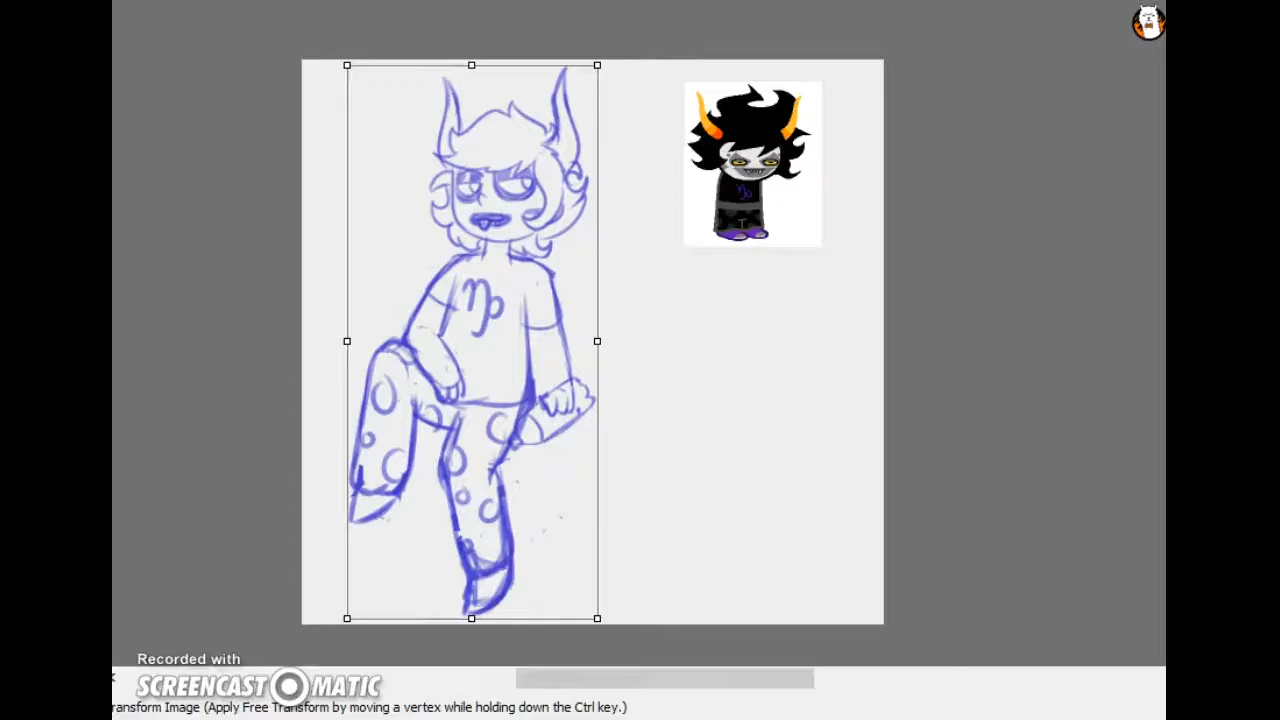 Recorded with
SCREENCAST MATIC
ransform Image (Apply Free Transform by moving a vertex while holding down the Ctrl key.)